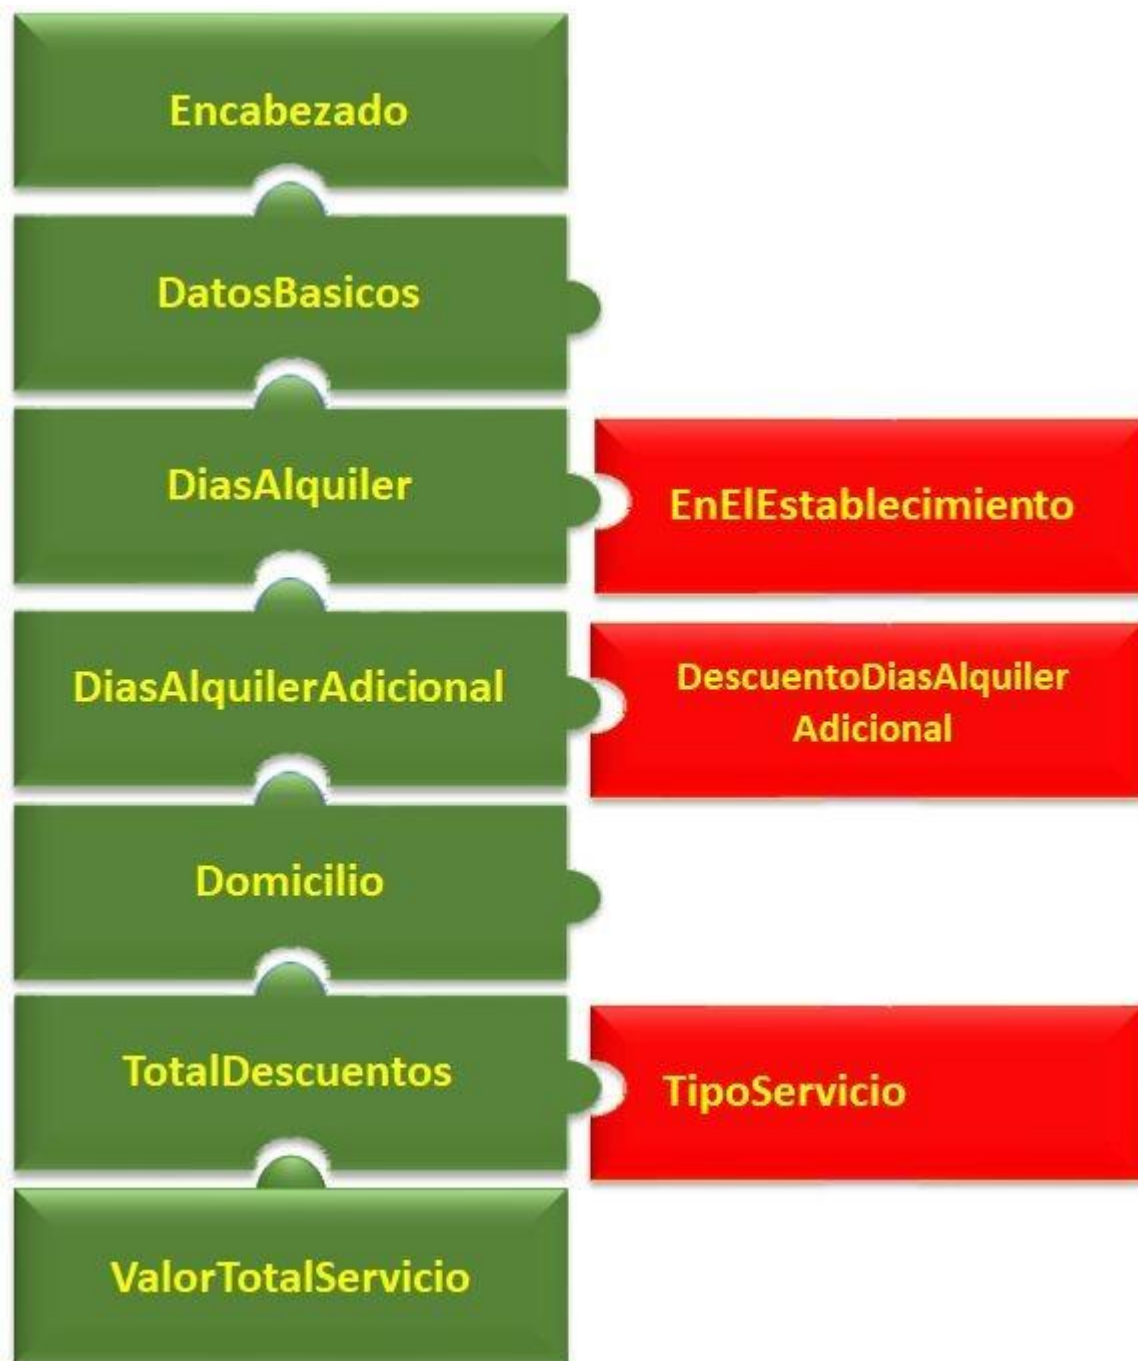 Encabezado
DatosBasicos
DiasAlquiler
EnElEstablecimiento
DiasAlquilerAdicional
DescuentoDiasAlquiler
Adicional
Domicilio
TotalDescuentos
TipoServicio
ValorTotalServicio